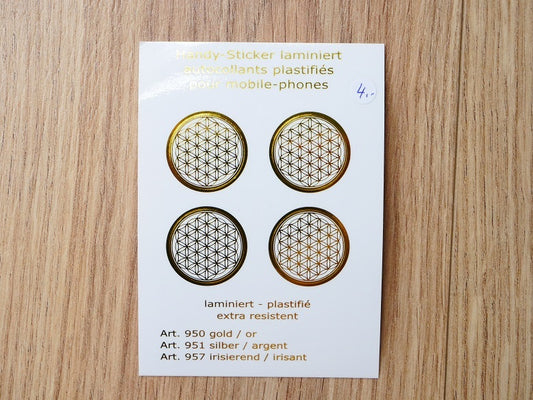 Handy-Sticker laminiert
autocollants plastifiés
pour mobile-phones
4.-
laminiert - plastifié
extra resistent
Art. 950 gold / or
Art. 951 silber / argent
Art. 957 irisierend / irisant